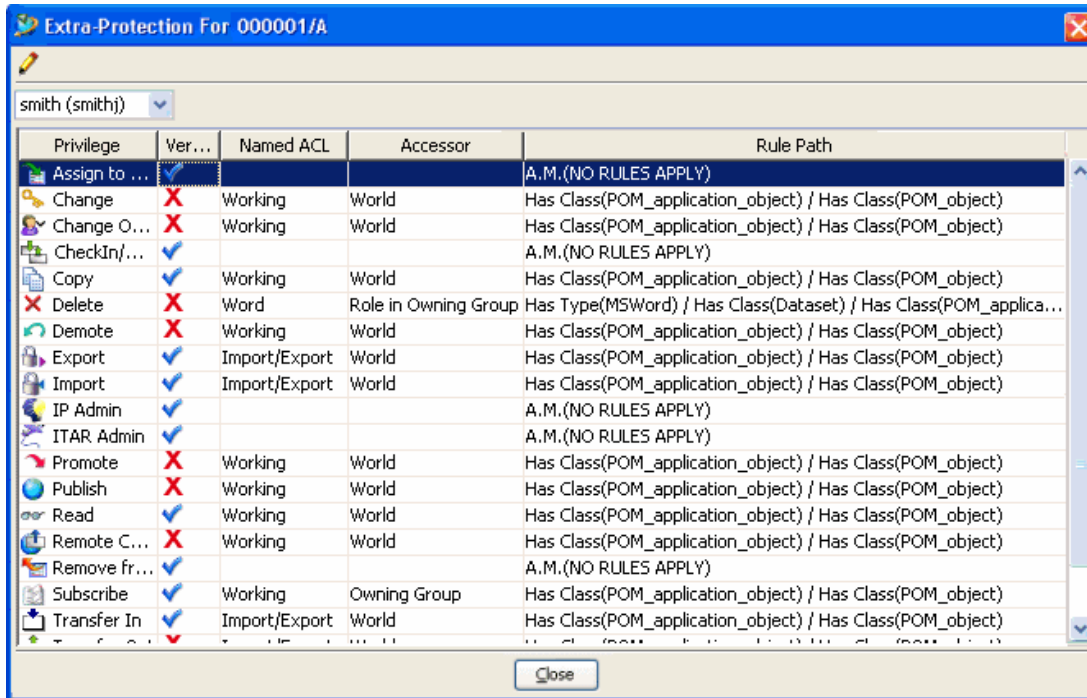 Extra-Protection For 000001/A
smith (smithj)
Privilege Ver... Named ACL Accessor Rule Path
Assign to ... A.M.(NO RULES APPLY)
Change Working World Has Class(POM_application_object) / Has Class(POM_object)
Change O... Working World Has Class(POM_application_object) / Has Class(POM_object)
CheckIn/... A.M.(NO RULES APPLY)
Copy Working World Has Class(POM_application_object) / Has Class(POM_object)
Delete Word Role in Owning Group Has Type(MSWord) / Has Class(Dataset) / Has Class(POM_applica...
Demote Working World Has Class(POM_application_object) / Has Class(POM_object)
Export Import/Export World Has Class(POM_application_object) / Has Class(POM_object)
Import Import/Export World Has Class(POM_application_object) / Has Class(POM_object)
IP Admin A.M.(NO RULES APPLY)
ITAR Admin A.M.(NO RULES APPLY)
Promote Working World Has Class(POM_application_object) / Has Class(POM_object)
Publish Working World Has Class(POM_application_object) / Has Class(POM_object)
Read Working World Has Class(POM_application_object) / Has Class(POM_object)
Remote C... Working World Has Class(POM_application_object) / Has Class(POM_object)
Remove fr... A.M.(NO RULES APPLY)
Subscribe Working Owning Group Has Class(POM_application_object) / Has Class(POM_object)
Transfer In Import/Export World Has Class(POM_application_object) / Has Class(POM_object)
Close